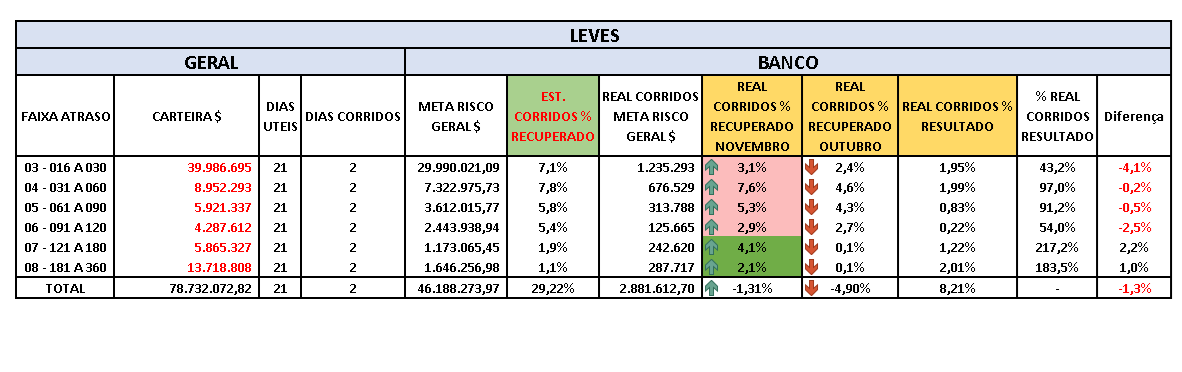 LEVES
GERAL BANCO
FAIXA ATRASO CARTEIRA $ DIAS UTEIS DIAS CORRIDOS META RISCO GERAL $ EST. CORRIDOS % RECUPERADO REAL CORRIDOS META RISCO GERAL $ REAL CORRIDOS % RECUPERADO NOVEMBRO REAL CORRIDOS % RECUPERADO OUTUBRO REAL CORRIDOS % RESULTADO % REAL CORRIDOS RESULTADO Diferença
03 - 016 A 030 39.986.695 21 2 29.990.021,09 7,1% 1.235.293 3,1% 2,4% 1,95% 43,2% -4,1%
04 - 031 A 060 8.952.293 21 2 7.322.975,73 7,8% 676.529 7,6% 4,6% 1,99% 97,0% -0,2%
05 - 061 A 090 5.921.337 21 2 3.612.015,77 5,8% 313.788 5,3% 4,3% 0,83% 91,2% -0,5%
06 - 091 A 120 4.287.612 21 2 2.443.938,94 5,4% 125.665 2,9% 2,7% 0,22% 54,0% -2,5%
07 - 121 A 180 5.865.327 21 2 1.173.065,45 1,9% 242.620 4,1% 0,1% 1,22% 217,2% 2,2%
08 - 181 A 360 13.718.808 21 2 1.646.256,98 1,1% 287.717 2,1% 0,1% 2,01% 183,5% 1,0%
TOTAL 78.732.072,82 21 2 46.188.273,97 29,22% 2.881.612,70 -1,31% -4,90% 8,21% - -1,3%